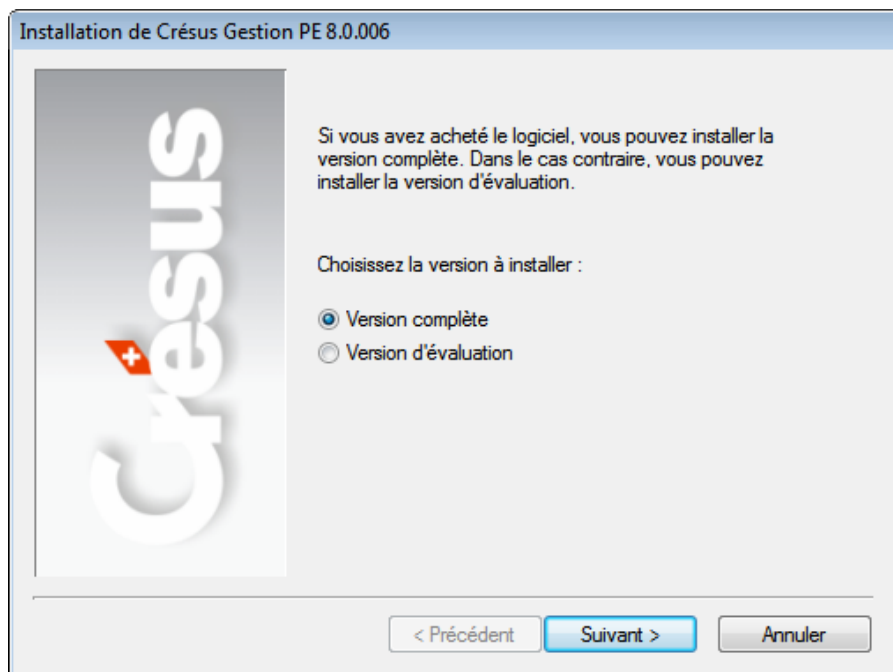 Installation de Crésus Gestion PE 8.0.006
Crésus
Si vous avez acheté le logiciel, vous pouvez installer la
version complète. Dans le cas contraire, vous pouvez
installer la version d'évaluation.
Choisissez la version à installer :
Version complète
Version d'évaluation
< Précédent
Suivant >
Annuler